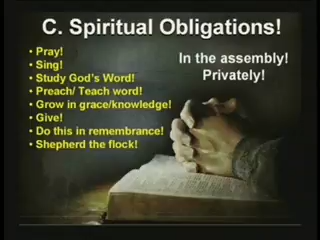 C. Spiritual Obligations!
• Pray!
• Sing!
• Study God's Word!
• Preach/ Teach word!
• Grow in grace/knowledge!
• Give!
• Do this in remembrance!
• Shepherd the flock!
In the assembly!
Privately!